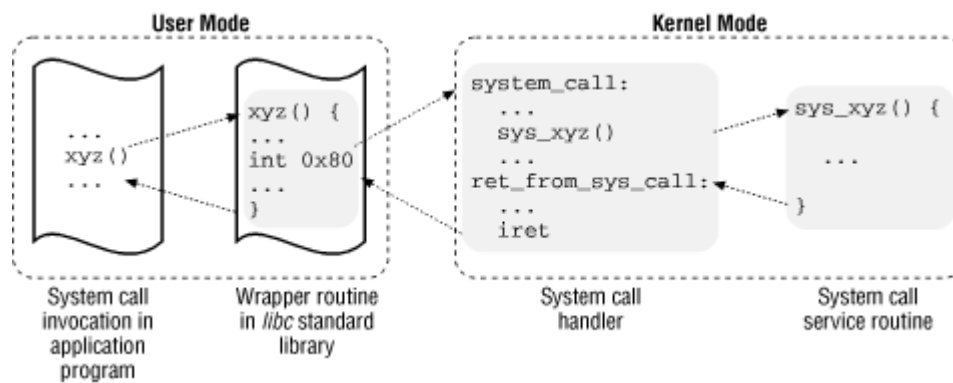 User Mode
Kernel Mode
...
xyz()
...
xyz() {
...
int 0x80
...
}
system_call:
...
sys_xyz()
...
ret_from_sys_call:
...
iret
sys_xyz() {
...
}
System call
invocation in
application
program
Wrapper routine
in libc standard
library
System call
handler
System call
service routine